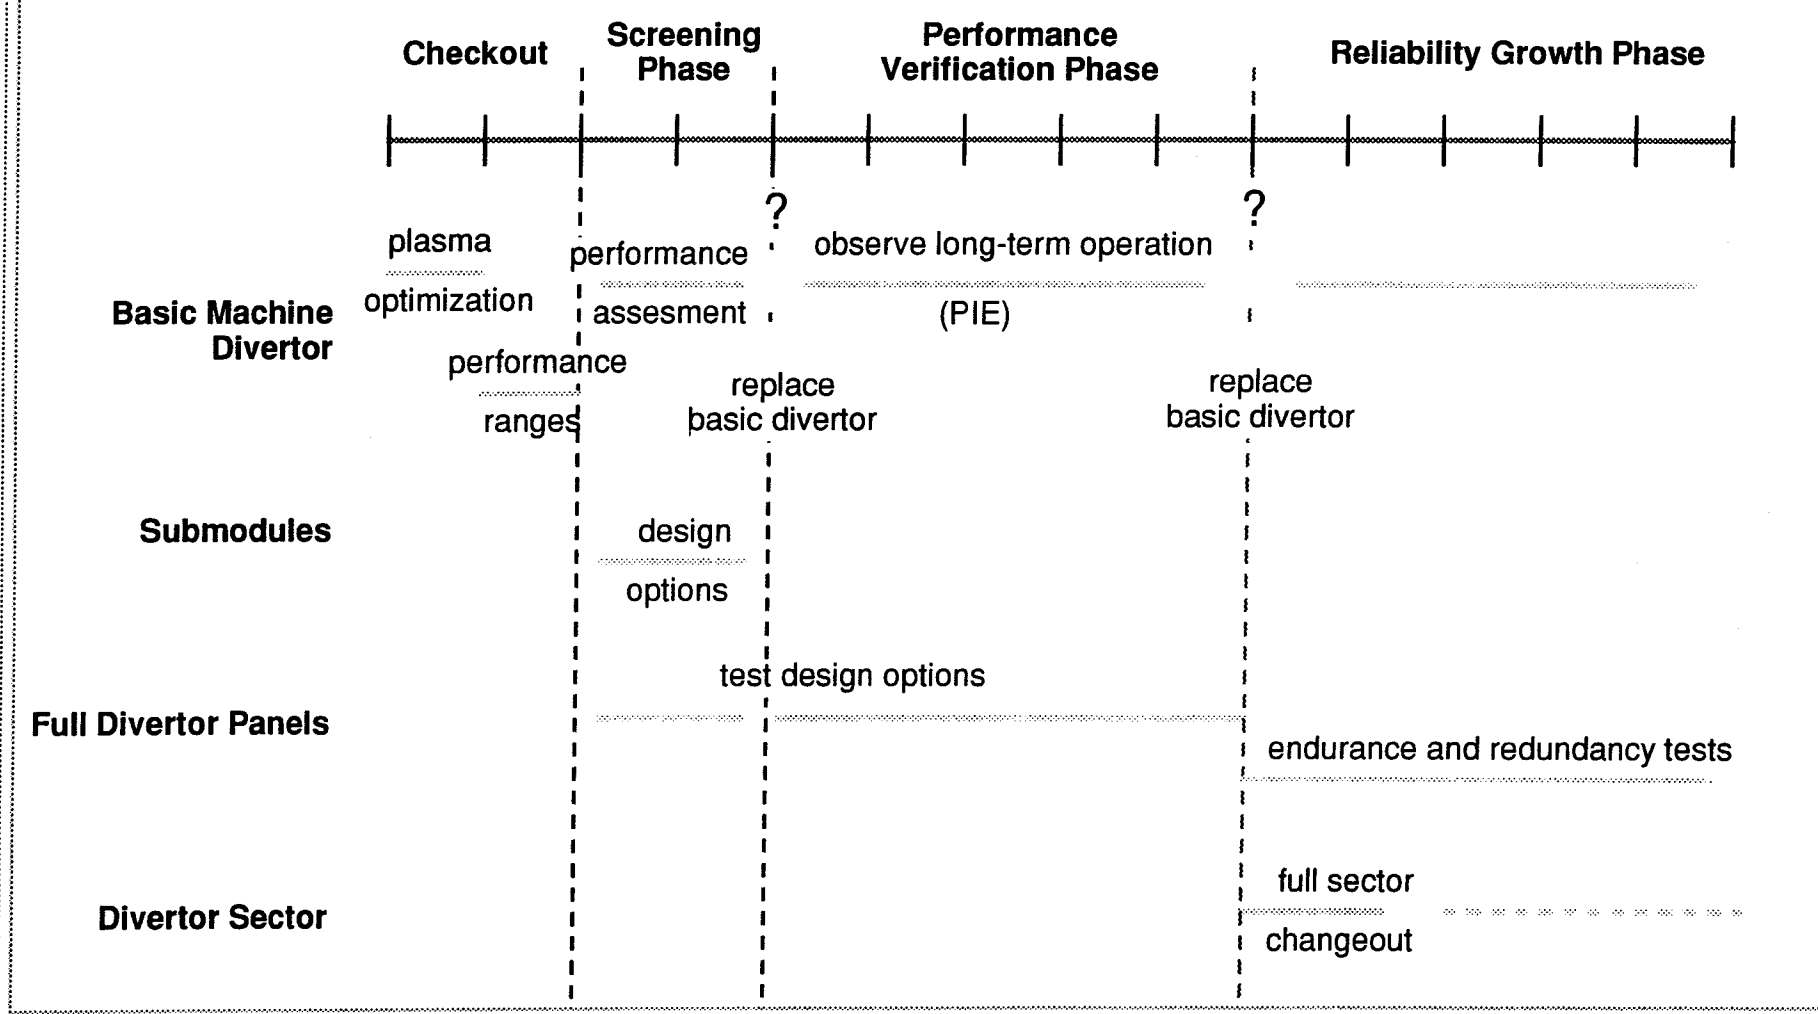 Checkout
Screening
Phase
Performance
Verification Phase
Reliability Growth Phase
?
?
Basic Machine
Divertor
plasma
optimization
performance
ranges
performance
assesment
observe long-term operation
(PIE)
replace
basic divertor
replace
basic divertor
Submodules
design
options
Full Divertor Panels
test design options
endurance and redundancy tests
Divertor Sector
full sector
changeout